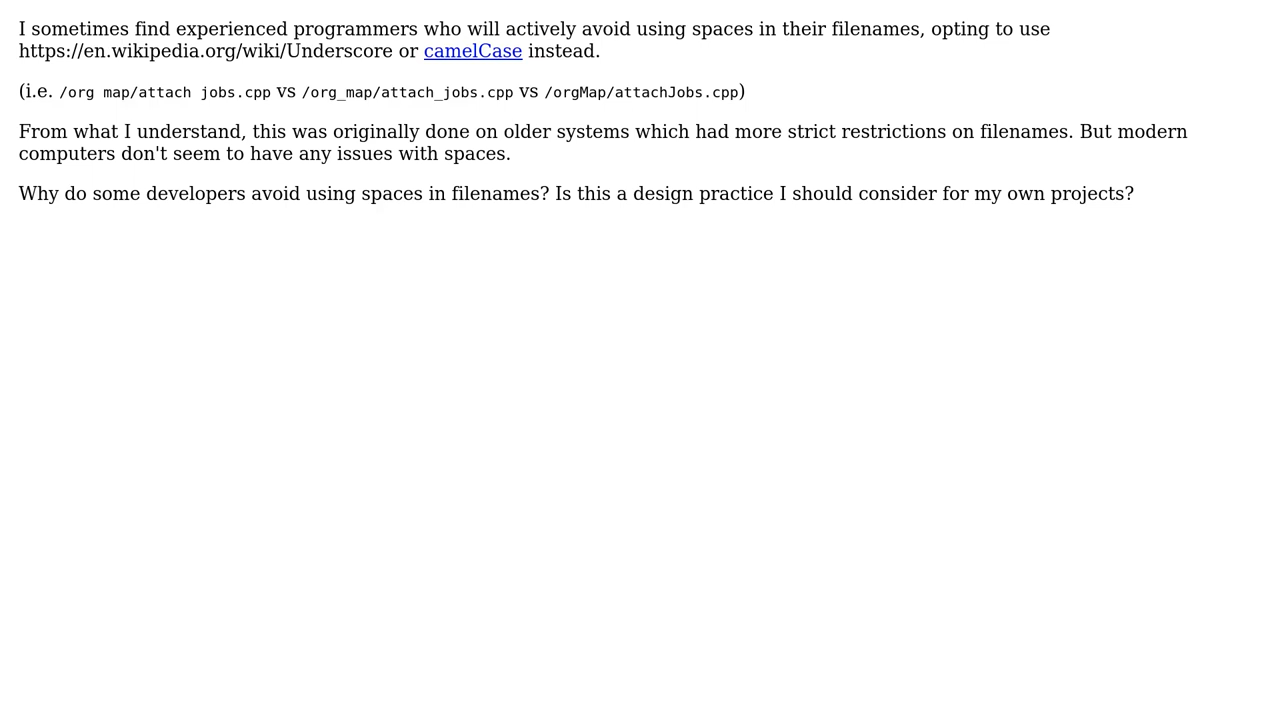 I sometimes find experienced programmers who will actively avoid using spaces in their filenames, opting to use
https://en.wikipedia.org/wiki/Underscore or camelCase instead.
(i.e. /org map/attach jobs.cpp vs /org_map/attach_jobs.cpp vs /orgMap/attachJobs.cpp)
From what I understand, this was originally done on older systems which had more strict restrictions on filenames. But modern
computers don't seem to have any issues with spaces.
Why do some developers avoid using spaces in filenames? Is this a design practice I should consider for my own projects?